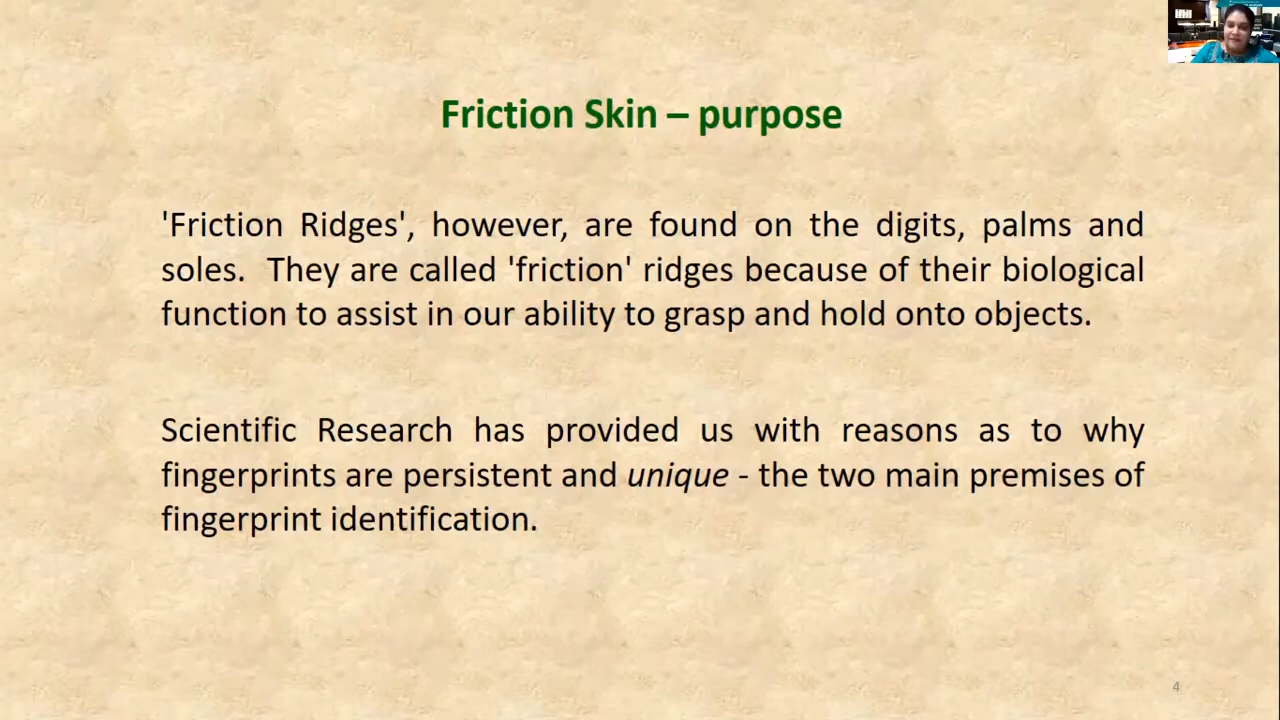 Friction Skin – purpose
'Friction Ridges', however, are found on the digits, palms and
soles.  They are called 'friction' ridges because of their biological
function to assist in our ability to grasp and hold onto objects.
Scientific Research has provided us with reasons as to why
fingerprints are persistent and unique - the two main premises of
fingerprint identification.
4